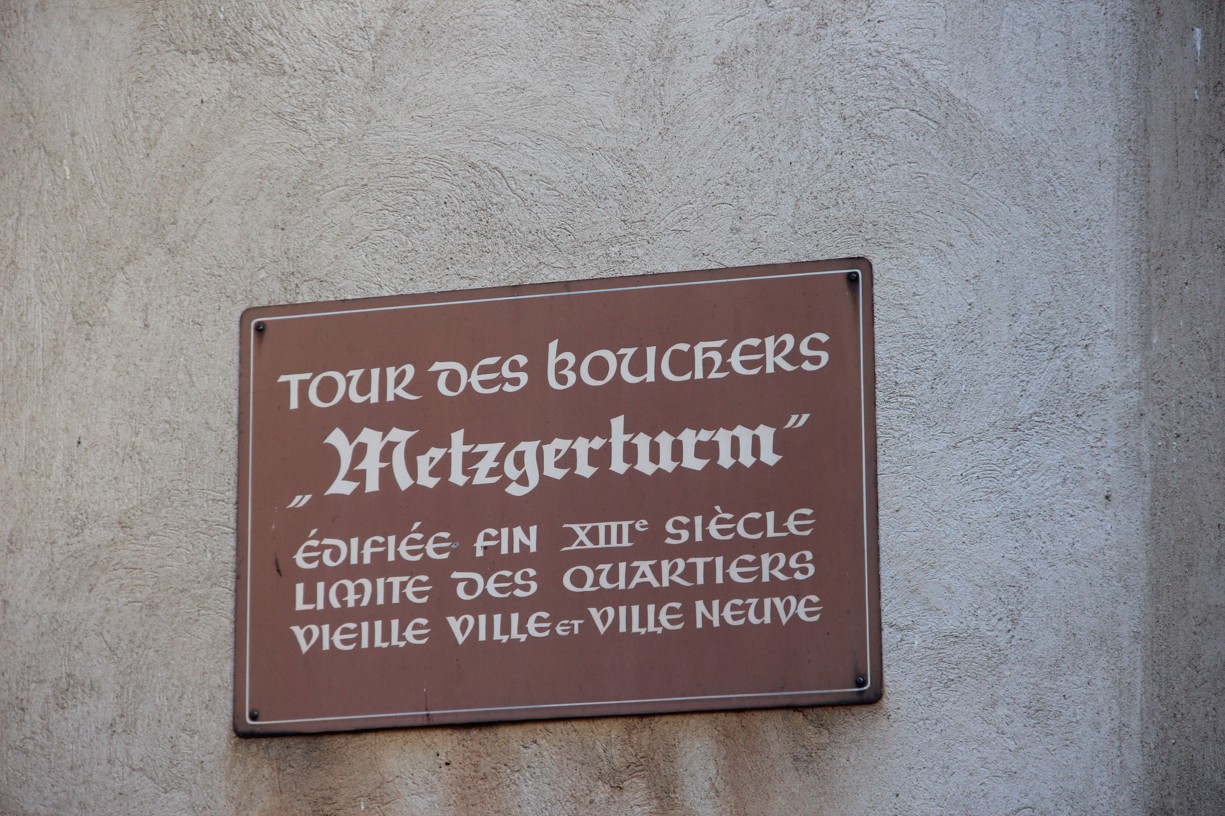 TOUR DES BOUCHERS
„Metzgerturm”
ÉDIFIÉE FIN XIIIe SIÈCLE
LIMITE DES QUARTIERS
VIEILLE VILLE ET VILLE NEUVE